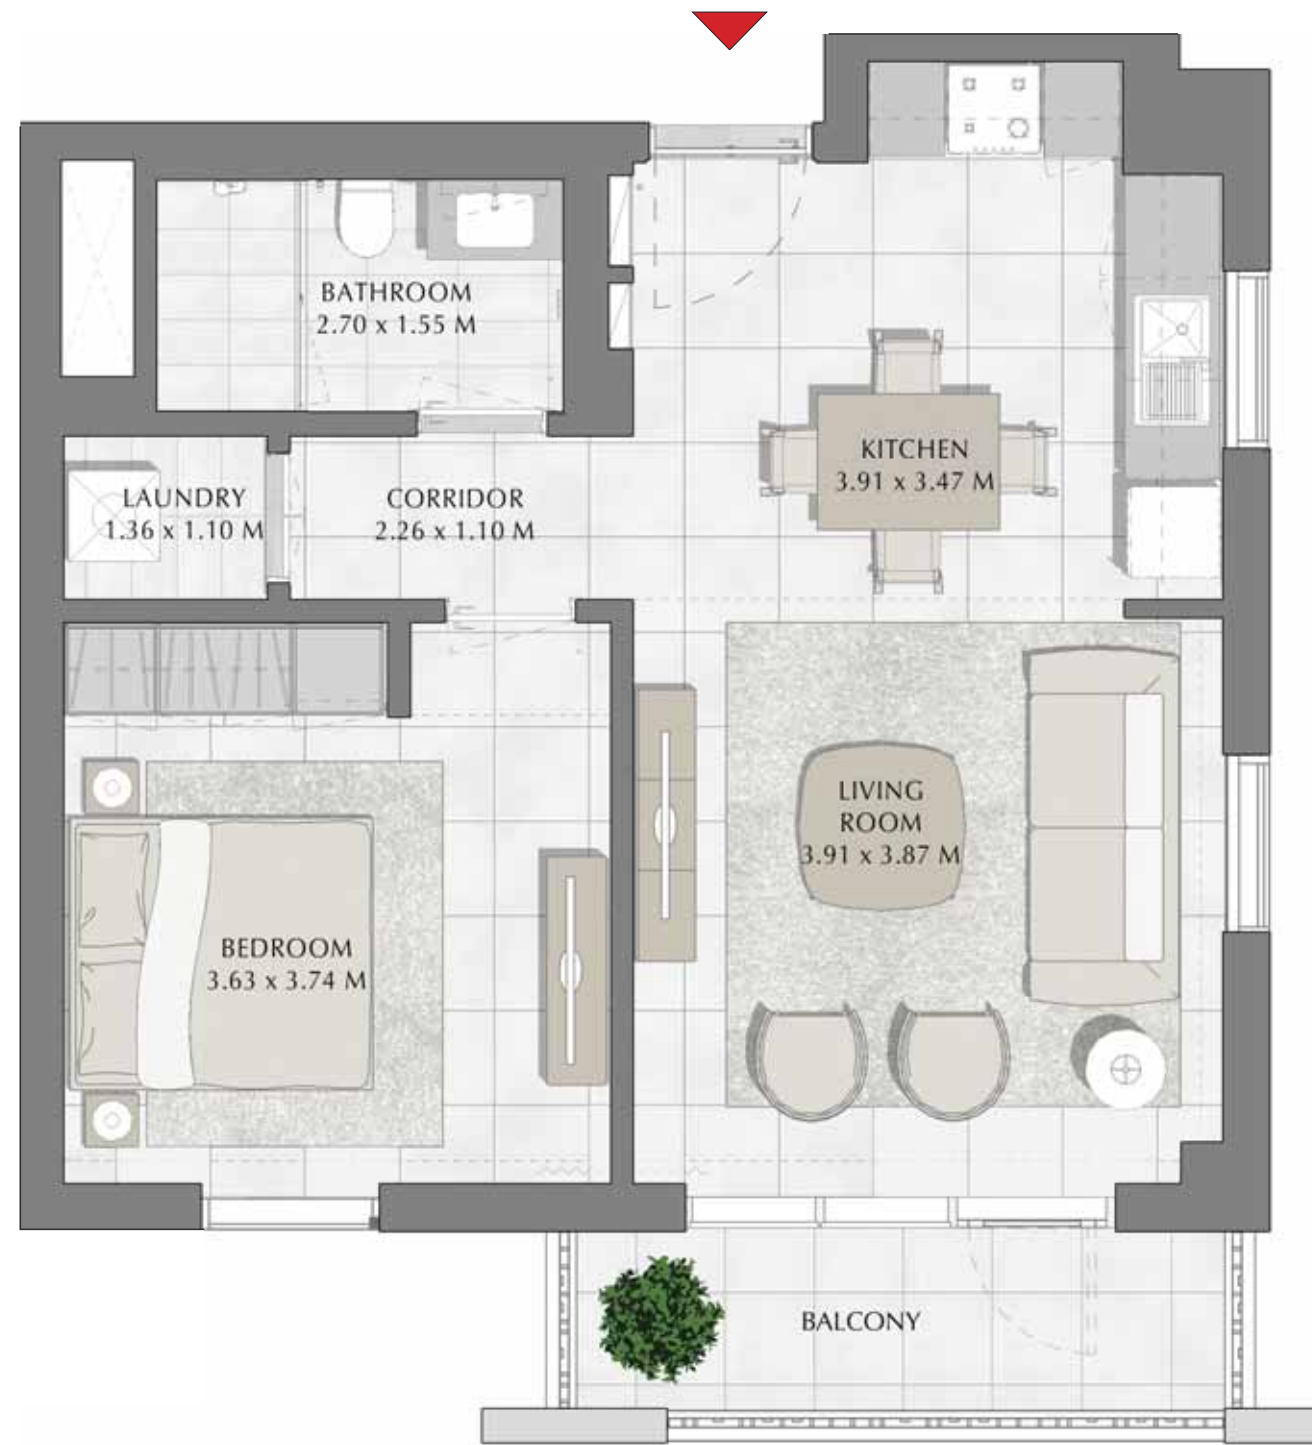 BATHROOM
2.70 x 1.55 M
KITCHEN
3.91 x 3.47 M
LAUNDRY
1.36 x 1.10 M
CORRIDOR
2.26 x 1.10 M
LIVING
ROOM
3.91 x 3.87 M
BEDROOM
3.63 x 3.74 M
BALCONY